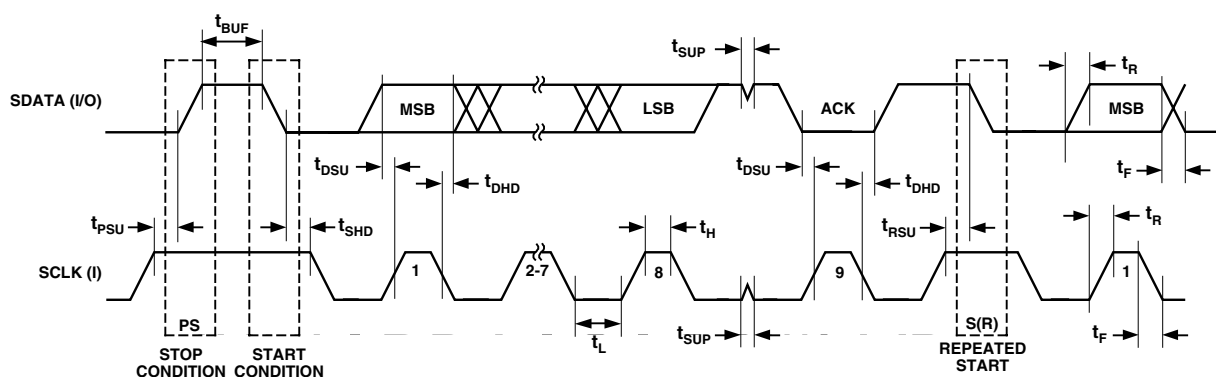 tBUF
tSUP
tR
SDATA (I/O)
MSB
LSB
ACK
MSB
tDSU
tDHD
tDSU
tDHD
tF
tPSU
tSHD
tH
tRSU
tR
SCLK (I)
1
2-7
8
9
1
PS
S(R)
tL
tSUP
tF
STOP
CONDITION
START
CONDITION
REPEATED
START